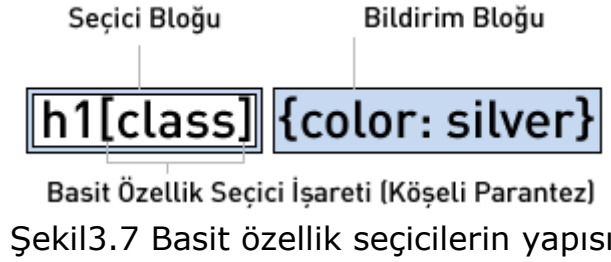 Seçici Bloğu Bildirim Bloğu
h1[class] {color: silver}
Basit Özellik Seçici İşareti (Köşeli Parantez)
Şekil3.7 Basit özellik seçicilerin yapısı